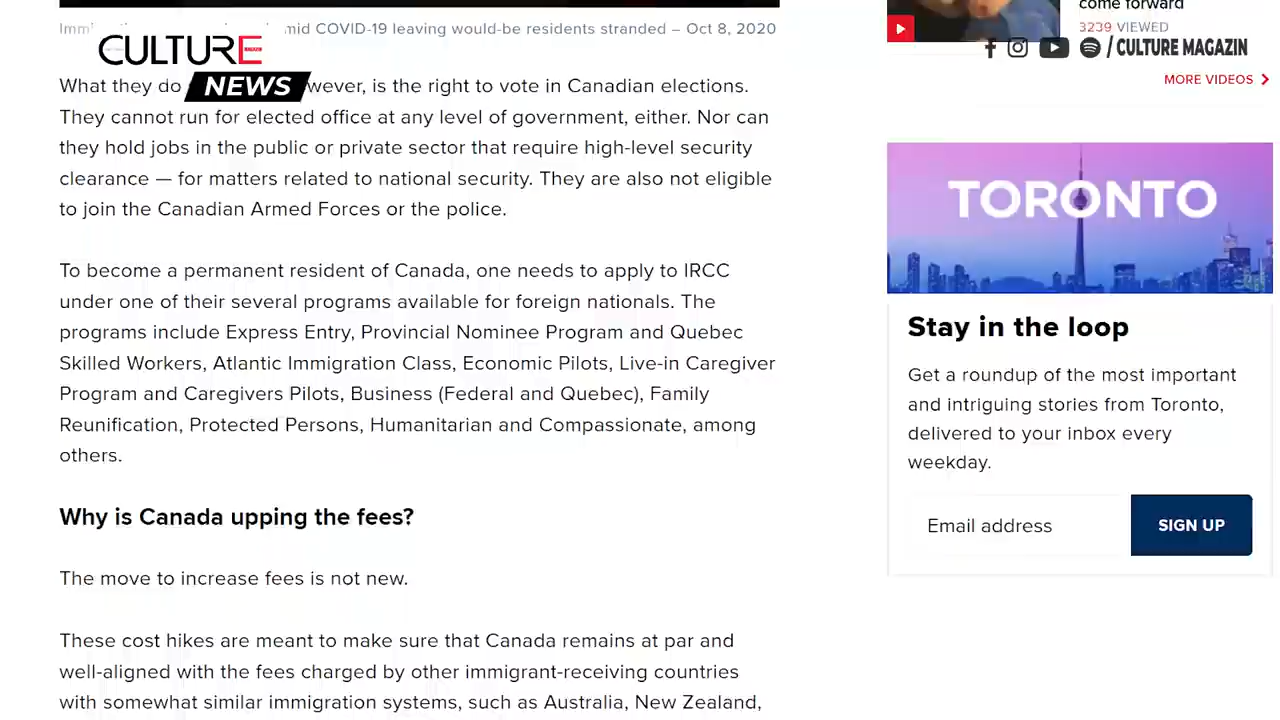 Immi
mid COVID-19 leaving would-be residents stranded – Oct 8, 2020
CULTURE
NEWS
What they do
wever, is the right to vote in Canadian elections.
They cannot run for elected office at any level of government, either. Nor can
they hold jobs in the public or private sector that require high-level security
clearance — for matters related to national security. They are also not eligible
to join the Canadian Armed Forces or the police.
To become a permanent resident of Canada, one needs to apply to IRCC
under one of their several programs available for foreign nationals. The
programs include Express Entry, Provincial Nominee Program and Quebec
Skilled Workers, Atlantic Immigration Class, Economic Pilots, Live-in Caregiver
Program and Caregivers Pilots, Business (Federal and Quebec), Family
Reunification, Protected Persons, Humanitarian and Compassionate, among
others.
Why is Canada upping the fees?
The move to increase fees is not new.
These cost hikes are meant to make sure that Canada remains at par and
well-aligned with the fees charged by other immigrant-receiving countries
with somewhat similar immigration systems, such as Australia, New Zealand,
come forward
3239 VIEWED
/ CULTURE MAGAZIN
MORE VIDEOS
TORONTO
Stay in the loop
Get a roundup of the most important
and intriguing stories from Toronto,
delivered to your inbox every
weekday.
Email address
SIGN UP